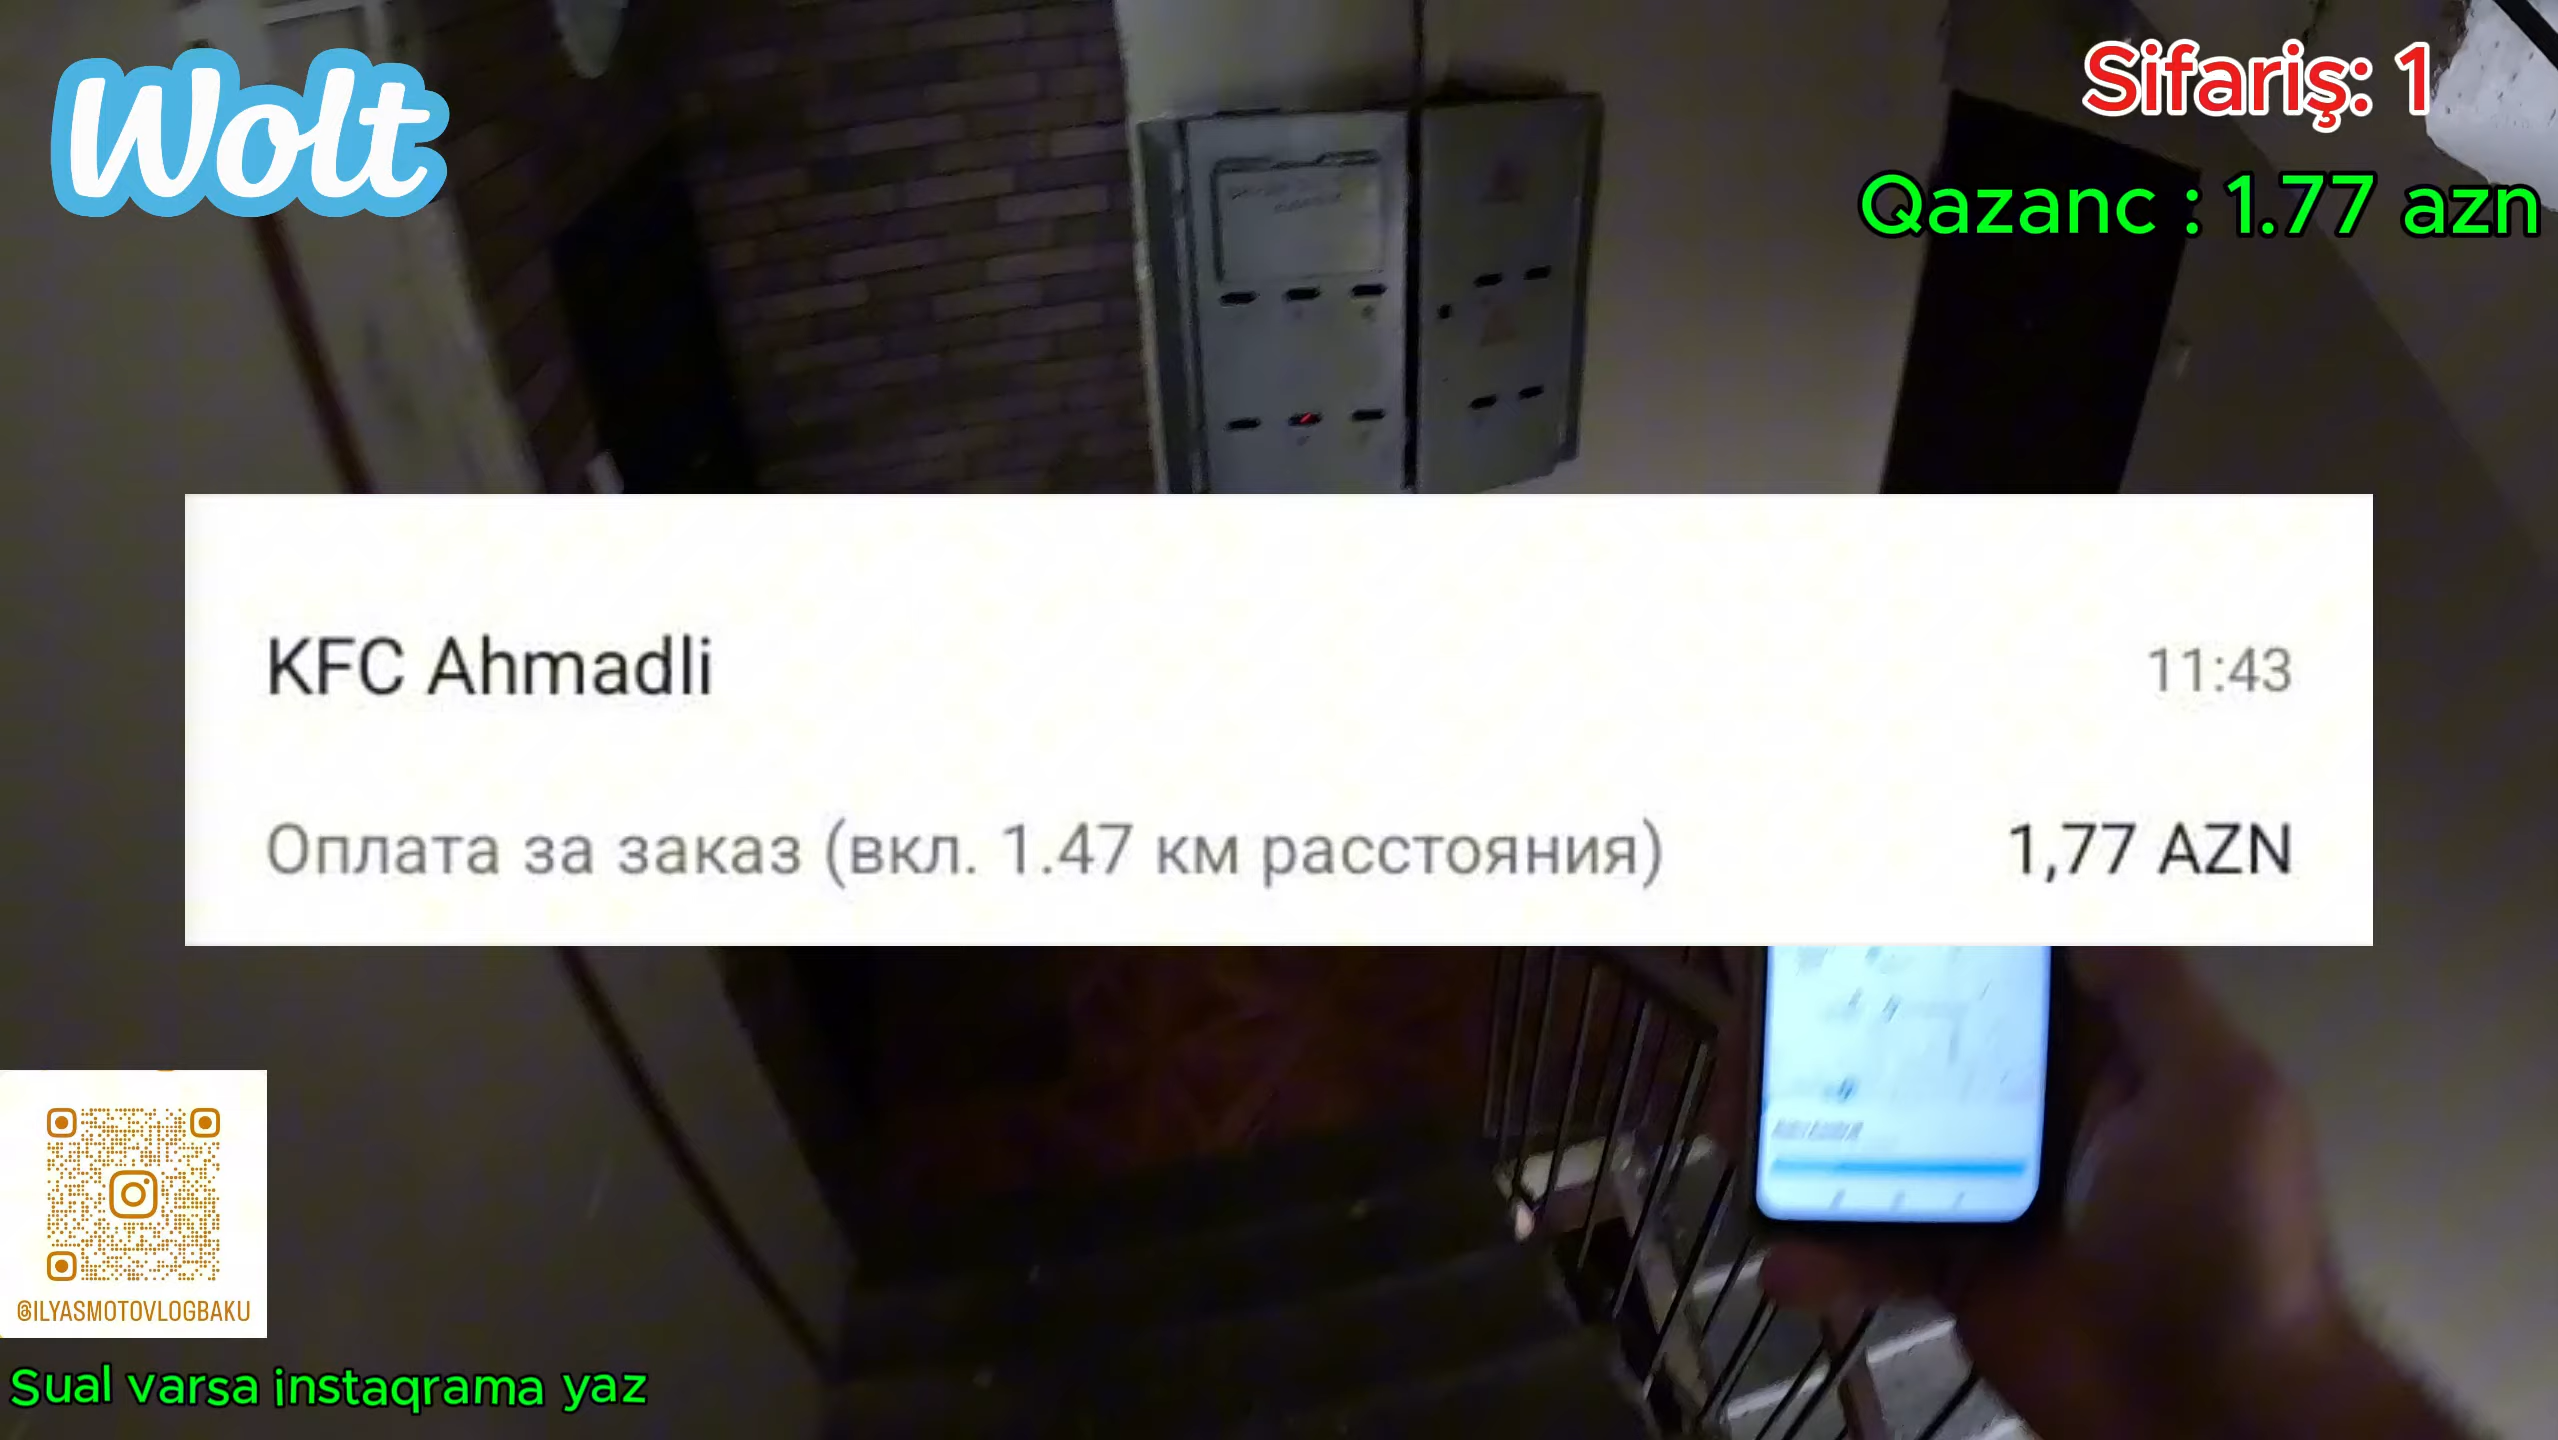 Wolt
Sifariş: 1
Qazanc : 1.77 azn
KFC Ahmadli
11:43
Оплата за заказ (вкл. 1.47 км расстояния)
1,77 AZN
@ILYASMOTOVLOGBAKU
Sual varsa instaqrama yaz